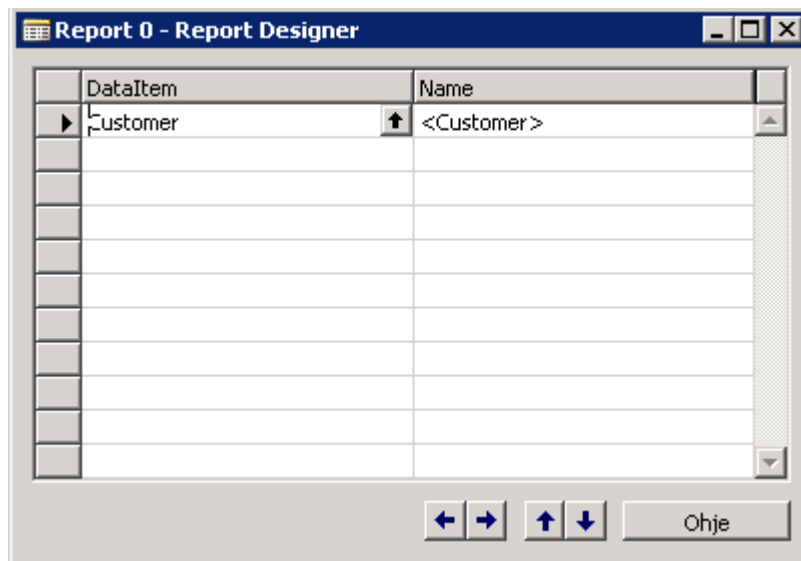 Report 0 - Report Designer
DataItem Name
Customer <Customer>
Ohje